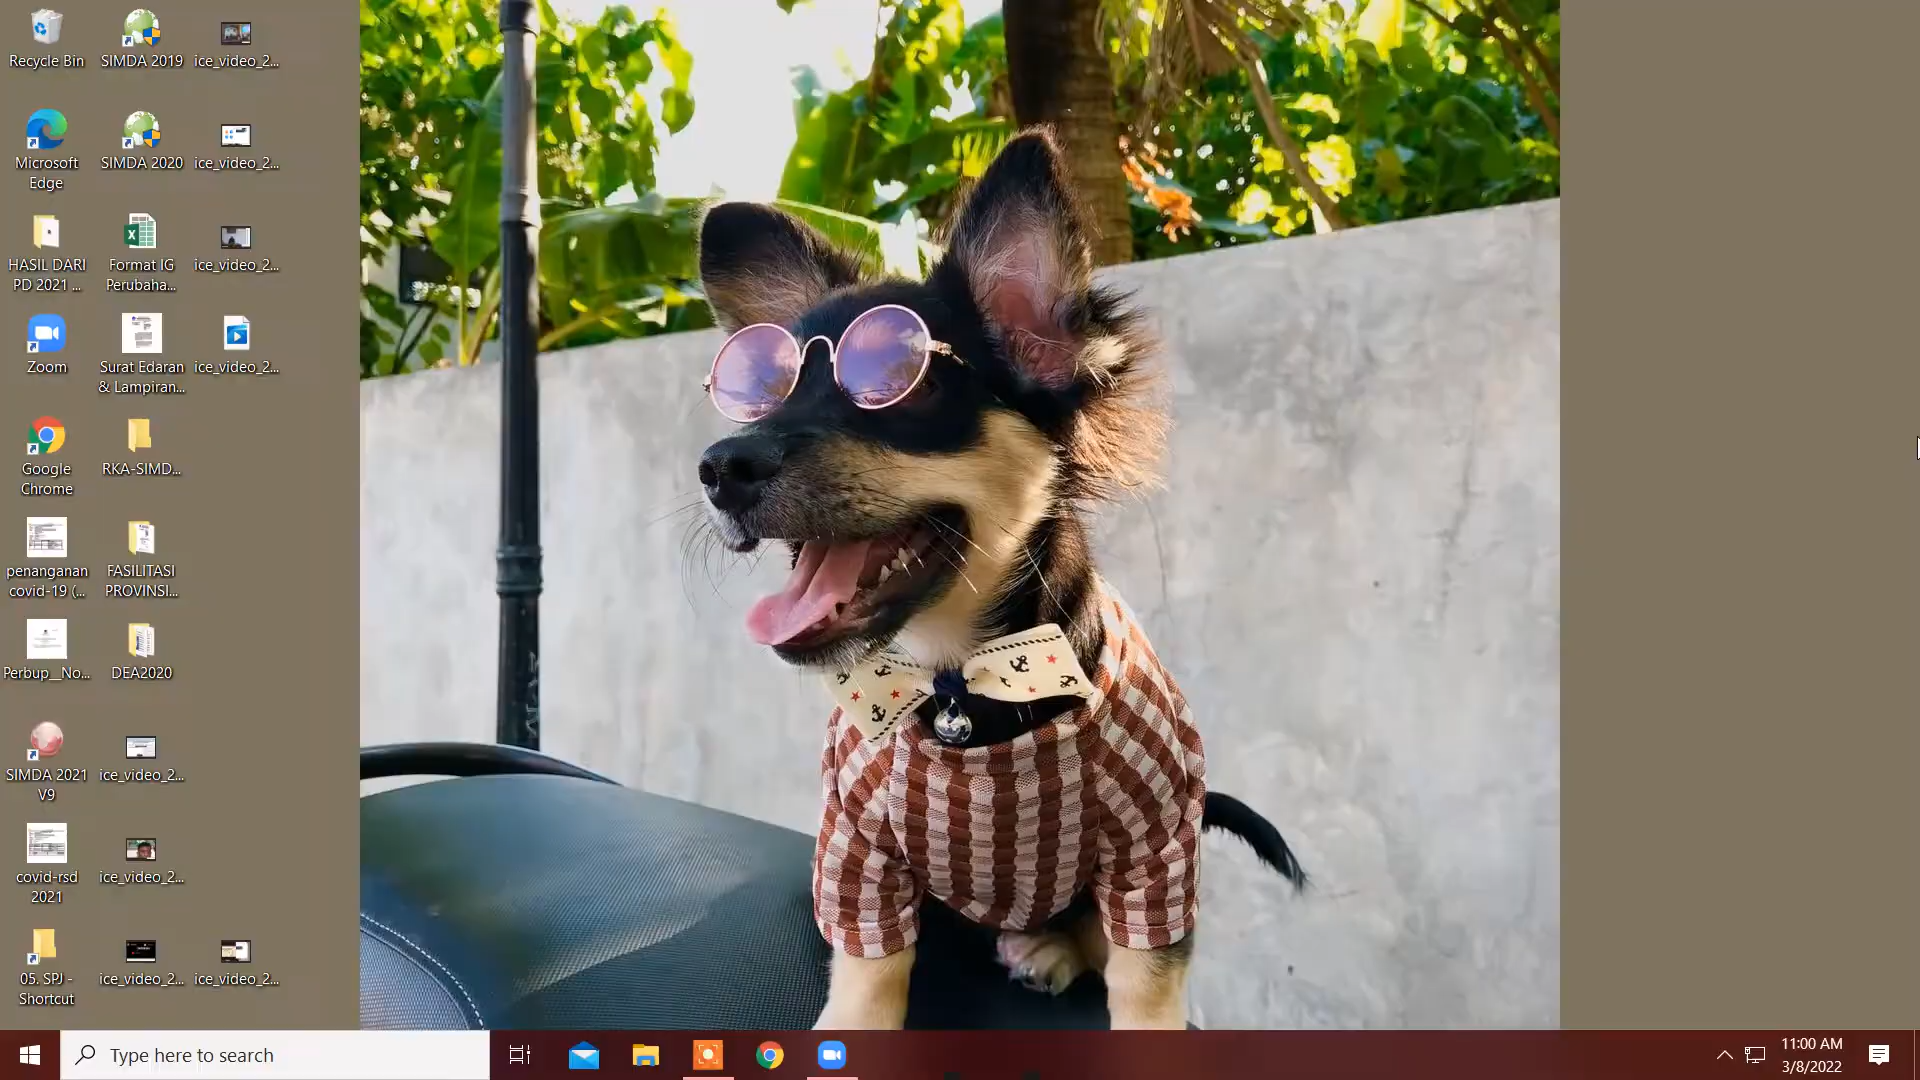 Recycle Bin
SIMDA 2019
ice_video_2...
Microsoft
Edge
SIMDA 2020
ice_video_2...
HASIL DARI
PD 2021 ...
Format IG
Perubaha...
ice_video_2...
Zoom
Surat Edaran
& Lampiran...
ice_video_2...
Google
Chrome
RKA-SIMD...
penanganan
covid-19 (...
FASILITASI
PROVINSI...
Perbup__No...
DEA2020
SIMDA 2021
V9
ice_video_2...
covid-rsd
2021
ice_video_2...
05. SPJ -
Shortcut
ice_video_2...
ice_video_2...
Type here to search
11:00 AM
3/8/2022